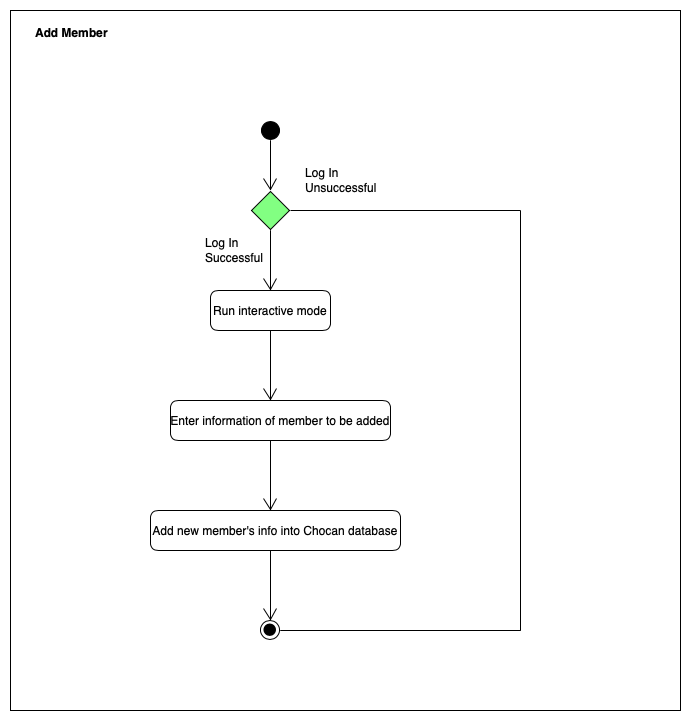 Add Member
Log In
Unsuccessful
Log In
Successful
Run interactive mode
Enter information of member to be added
Add new member's info into Chocan database